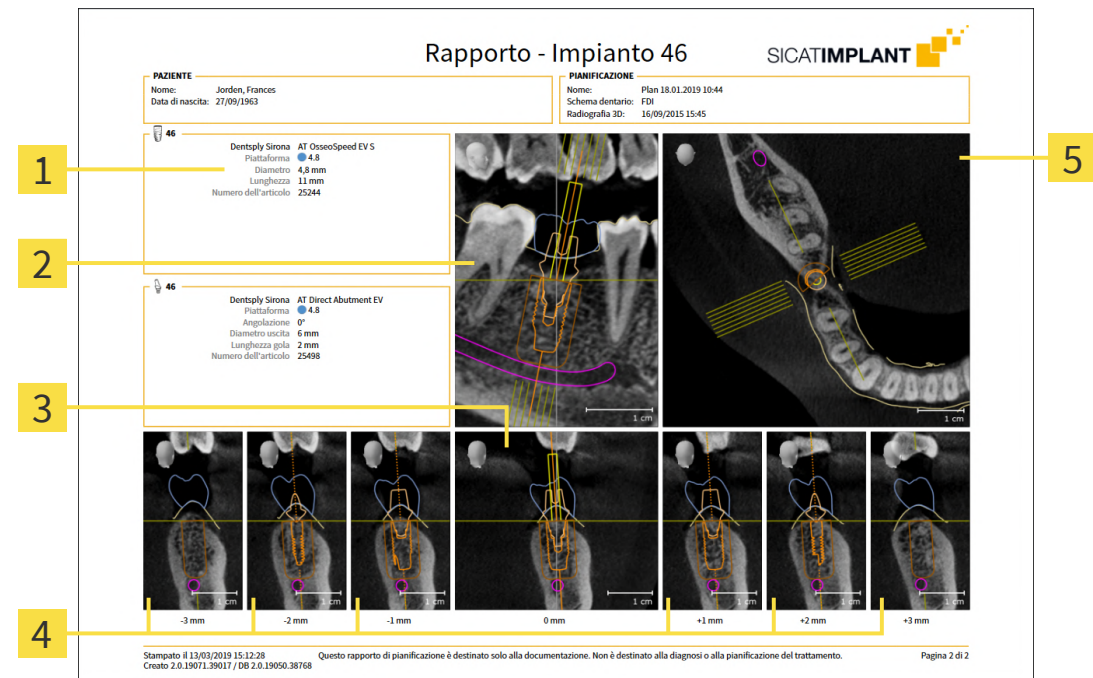 Rapporto - Impianto 46
SICATIMPLANT
PAZIENTE
Nome: Jorden, Frances
Data di nascita: 27/09/1963
PIANIFICAZIONE
Nome: Plan 18.01.2019 10:44
Schema dentario: FDI
Radiografia 3D: 16/09/2015 15:45
46
Dentsply Sirona AT OsseoSpeed EV S
Piattaforma 4.8
Diametro 4,8 mm
Lunghezza 11 mm
Numero dell'articolo 25244
46
Dentsply Sirona AT Direct Abutment EV
Piattaforma 4.8
Angolazione 0°
Diametro uscita 6 mm
Lunghezza gola 2 mm
Numero dell'articolo 25498
1
2
3
4
5
1 cm
1 cm
1 cm
1 cm
1 cm
1 cm
1 cm
1 cm
1 cm
-3 mm
-2 mm
-1 mm
0 mm
+1 mm
+2 mm
+3 mm
Stampato il 13/03/2019 15:12:28
Creato 2.0.19071.39017 / DB 2.0.19050.38768
Questo rapporto di pianificazione è destinato solo alla documentazione. Non è destinato alla diagnosi o alla pianificazione del trattamento.
Pagina 2 di 2